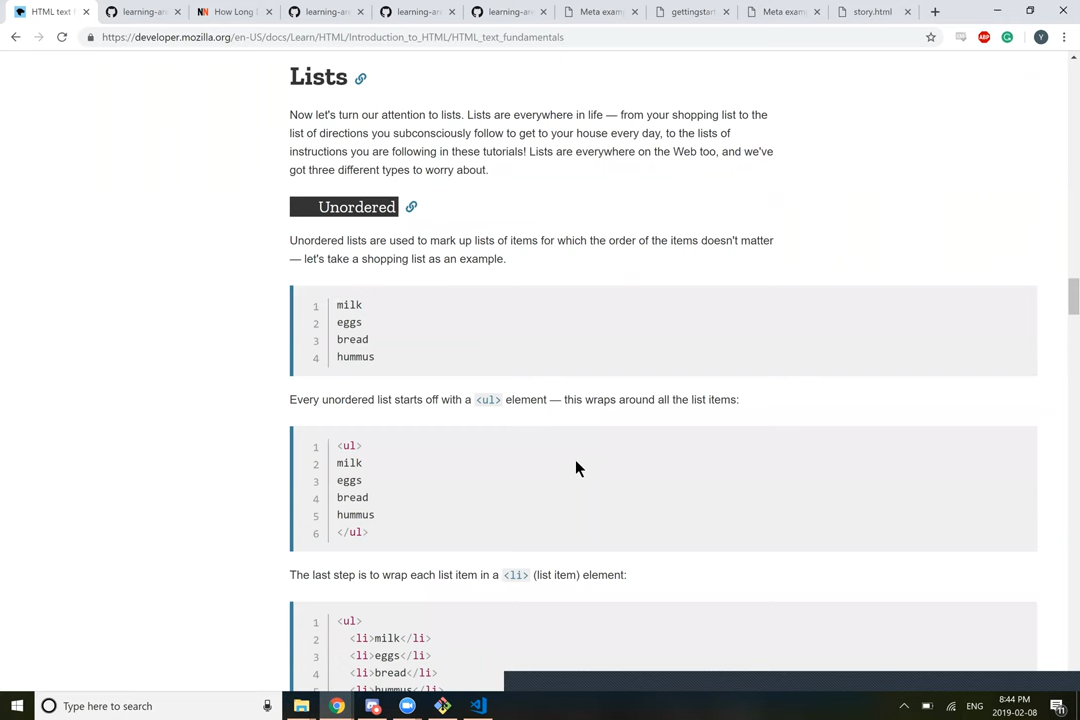 HTML text
learning-are
How Long
learning-are
learning-are
learning-are
Meta exam
gettingstart
Meta exam
story.html
https://developer.mozilla.org/en-US/docs/Learn/HTML/Introduction_to_HTML/HTML_text_fundamentals
ABP
Y
Lists
Now let's turn our attention to lists. Lists are everywhere in life — from your shopping list to the
list of directions you subconsciously follow to get to your house every day, to the lists of
instructions you are following in these tutorials! Lists are everywhere on the Web too, and we've
got three different types to worry about.
Unordered
Unordered lists are used to mark up lists of items for which the order of the items doesn't matter
— let's take a shopping list as an example.
1 milk
2 eggs
3 bread
4 hummus
Every unordered list starts off with a <ul> element — this wraps around all the list items:
1 <ul>
2 milk
3 eggs
4 bread
5 hummus
6 </ul>
The last step is to wrap each list item in a <li> (list item) element:
1 <ul>
2 <li>milk</li>
3 <li>eggs</li>
4 <li>bread</li>
<li>hummus</li>
Type here to search
ENG
8:44 PM
2019-02-08